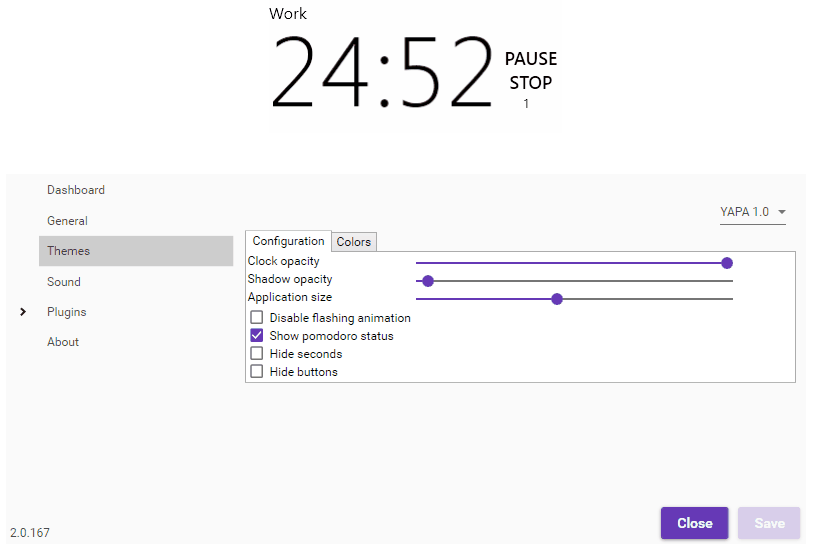 Work
24:52
PAUSE
STOP
1
Dashboard
General
Themes
Sound
Plugins
About
YAPA 1.0
Configuration Colors
Clock opacity
Shadow opacity
Application size
Disable flashing animation
Show pomodoro status
Hide seconds
Hide buttons
Close Save
2.0.167